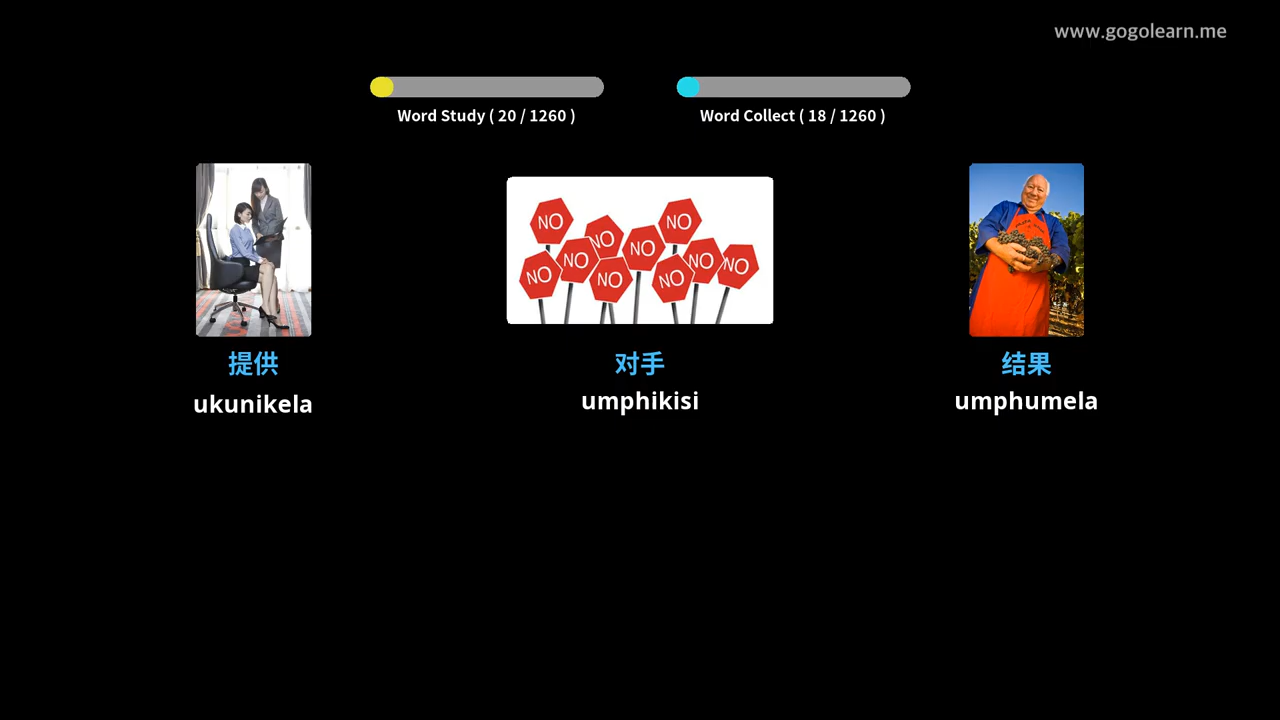 www.gogolearn.me
Word Study ( 20 / 1260 )
Word Collect ( 18 / 1260 )
NO
NO
NO
NO
NO
NO
NO
NO
NO
NO
提供
对手
结果
ukunikela
umphikisi
umphumela